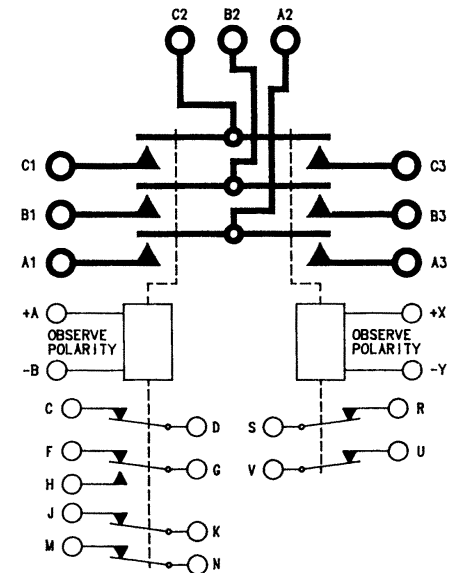 C2 B2 A2
C1 C3
B1 B3
A1 A3
+A +X
OBSERVE POLARITY OBSERVE POLARITY
-B -Y
C D S R
F G V U
H
J K
M N